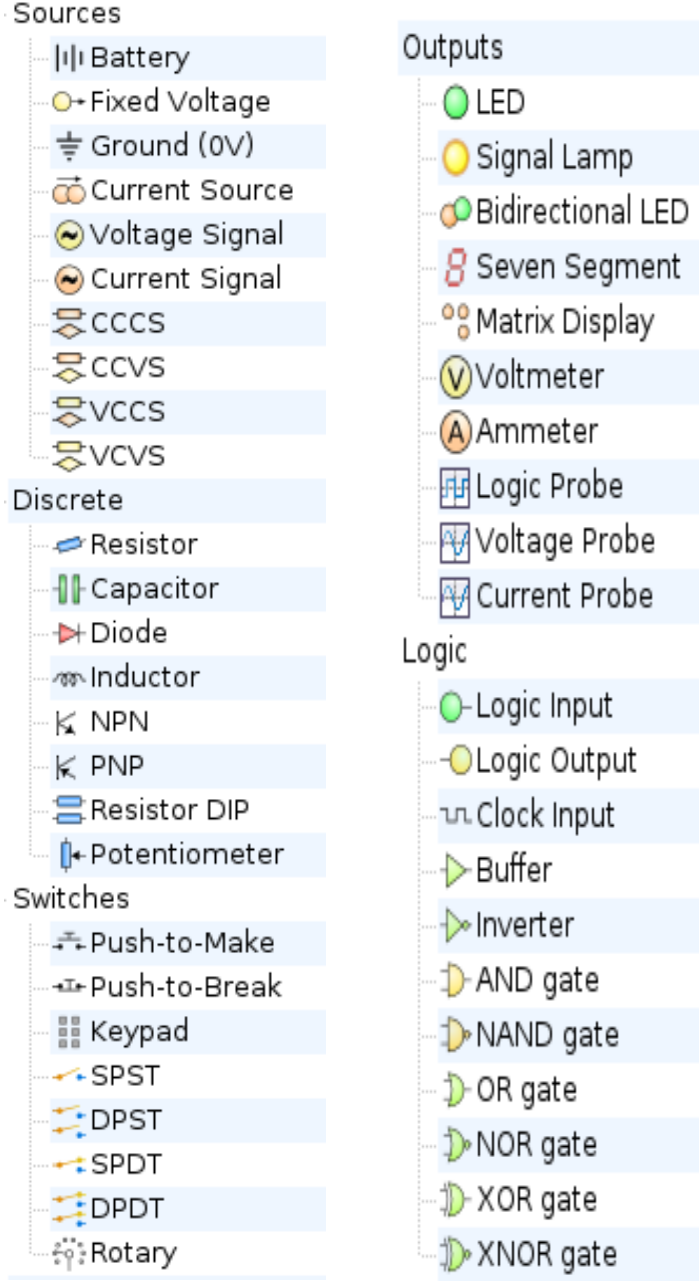 Sources
Battery
Fixed Voltage
Ground (0V)
Current Source
Voltage Signal
Current Signal
CCCS
CCVS
VCCS
VCVS
Discrete
Resistor
Capacitor
Diode
Inductor
NPN
PNP
Resistor DIP
Potentiometer
Switches
Push-to-Make
Push-to-Break
Keypad
SPST
DPST
SPDT
DPDT
Rotary
Outputs
LED
Signal Lamp
Bidirectional LED
Seven Segment
Matrix Display
V Voltmeter
A Ammeter
Logic Probe
Voltage Probe
Current Probe
Logic
Logic Input
Logic Output
Clock Input
Buffer
Inverter
AND gate
NAND gate
OR gate
NOR gate
XOR gate
XNOR gate